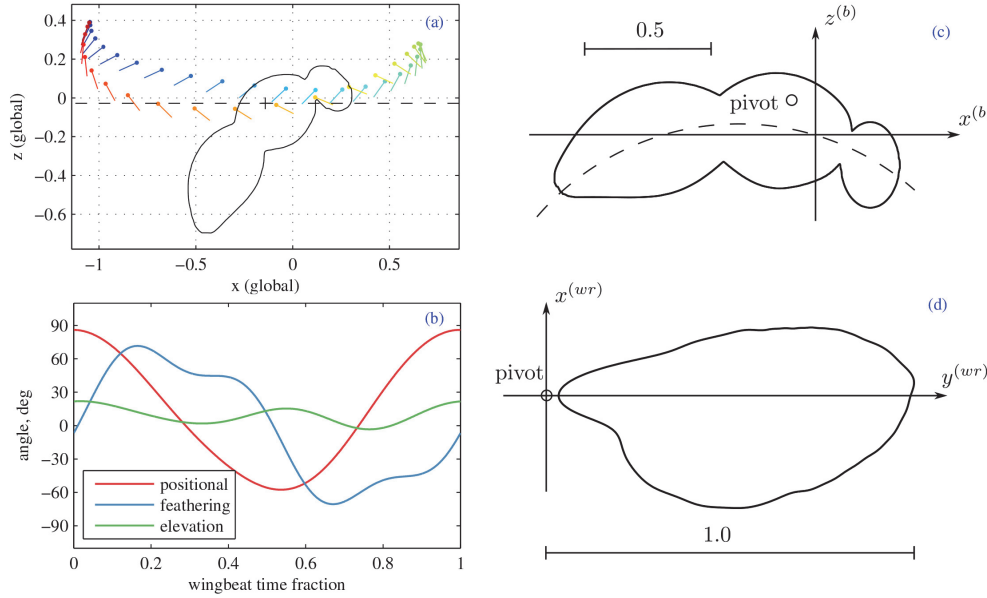 (a)
0.4
0.2
0
−0.2
−0.4
−0.6
z (global)
−1
−0.5
0
0.5
x (global)
(b)
90
60
30
0
−30
−60
−90
angle, deg
positional
feathering
elevation
0
0.2
0.4
0.6
0.8
1
wingbeat time fraction
(c)
0.5
z(b)
pivot
x(b
(d)
x(wr)
pivot
y(wr)
1.0